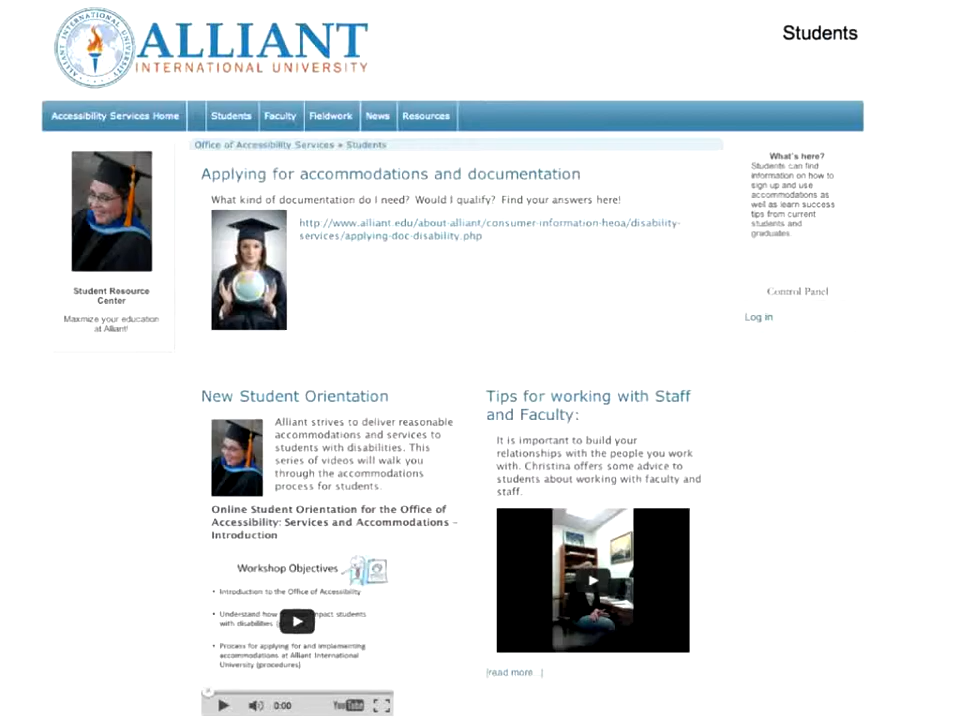 ALLIANT
INTERNATIONAL UNIVERSITY
Students
Accessibility Services Home
Students
Faculty
Fieldwork
News
Resources
Office of Accessibility Services » Students
Student Resource
Center
Maximize your education
at Alliant!
Applying for accommodations and documentation
What kind of documentation do I need? Would I qualify? Find your answers here!
http://www.alliant.edu/about-alliant/consumer-information-heoa/disability-
services/applying-doc-disability.php
What's here?
Students can find
information on how to
sign up and use
accommodations as
well as learn success
tips from current
students and
graduates.
Control Panel
Log in
New Student Orientation
Alliant strives to deliver reasonable
accommodations and services to
students with disabilities. This
series of videos will walk you
through the accommodations
process for students.
Online Student Orientation for the Office of
Accessibility: Services and Accommodations –
Introduction
Workshop Objectives
• Introduction to the Office of Accessibility
• Understand how impact students
with disabilities
• Process for applying for and implementing
accommodations at Alliant International
University (procedures)
0:00
YouTube
Tips for working with Staff
and Faculty:
It is important to build your
relationships with the people you work
with. Christina offers some advice to
students about working with faculty and
staff.
[read more...]